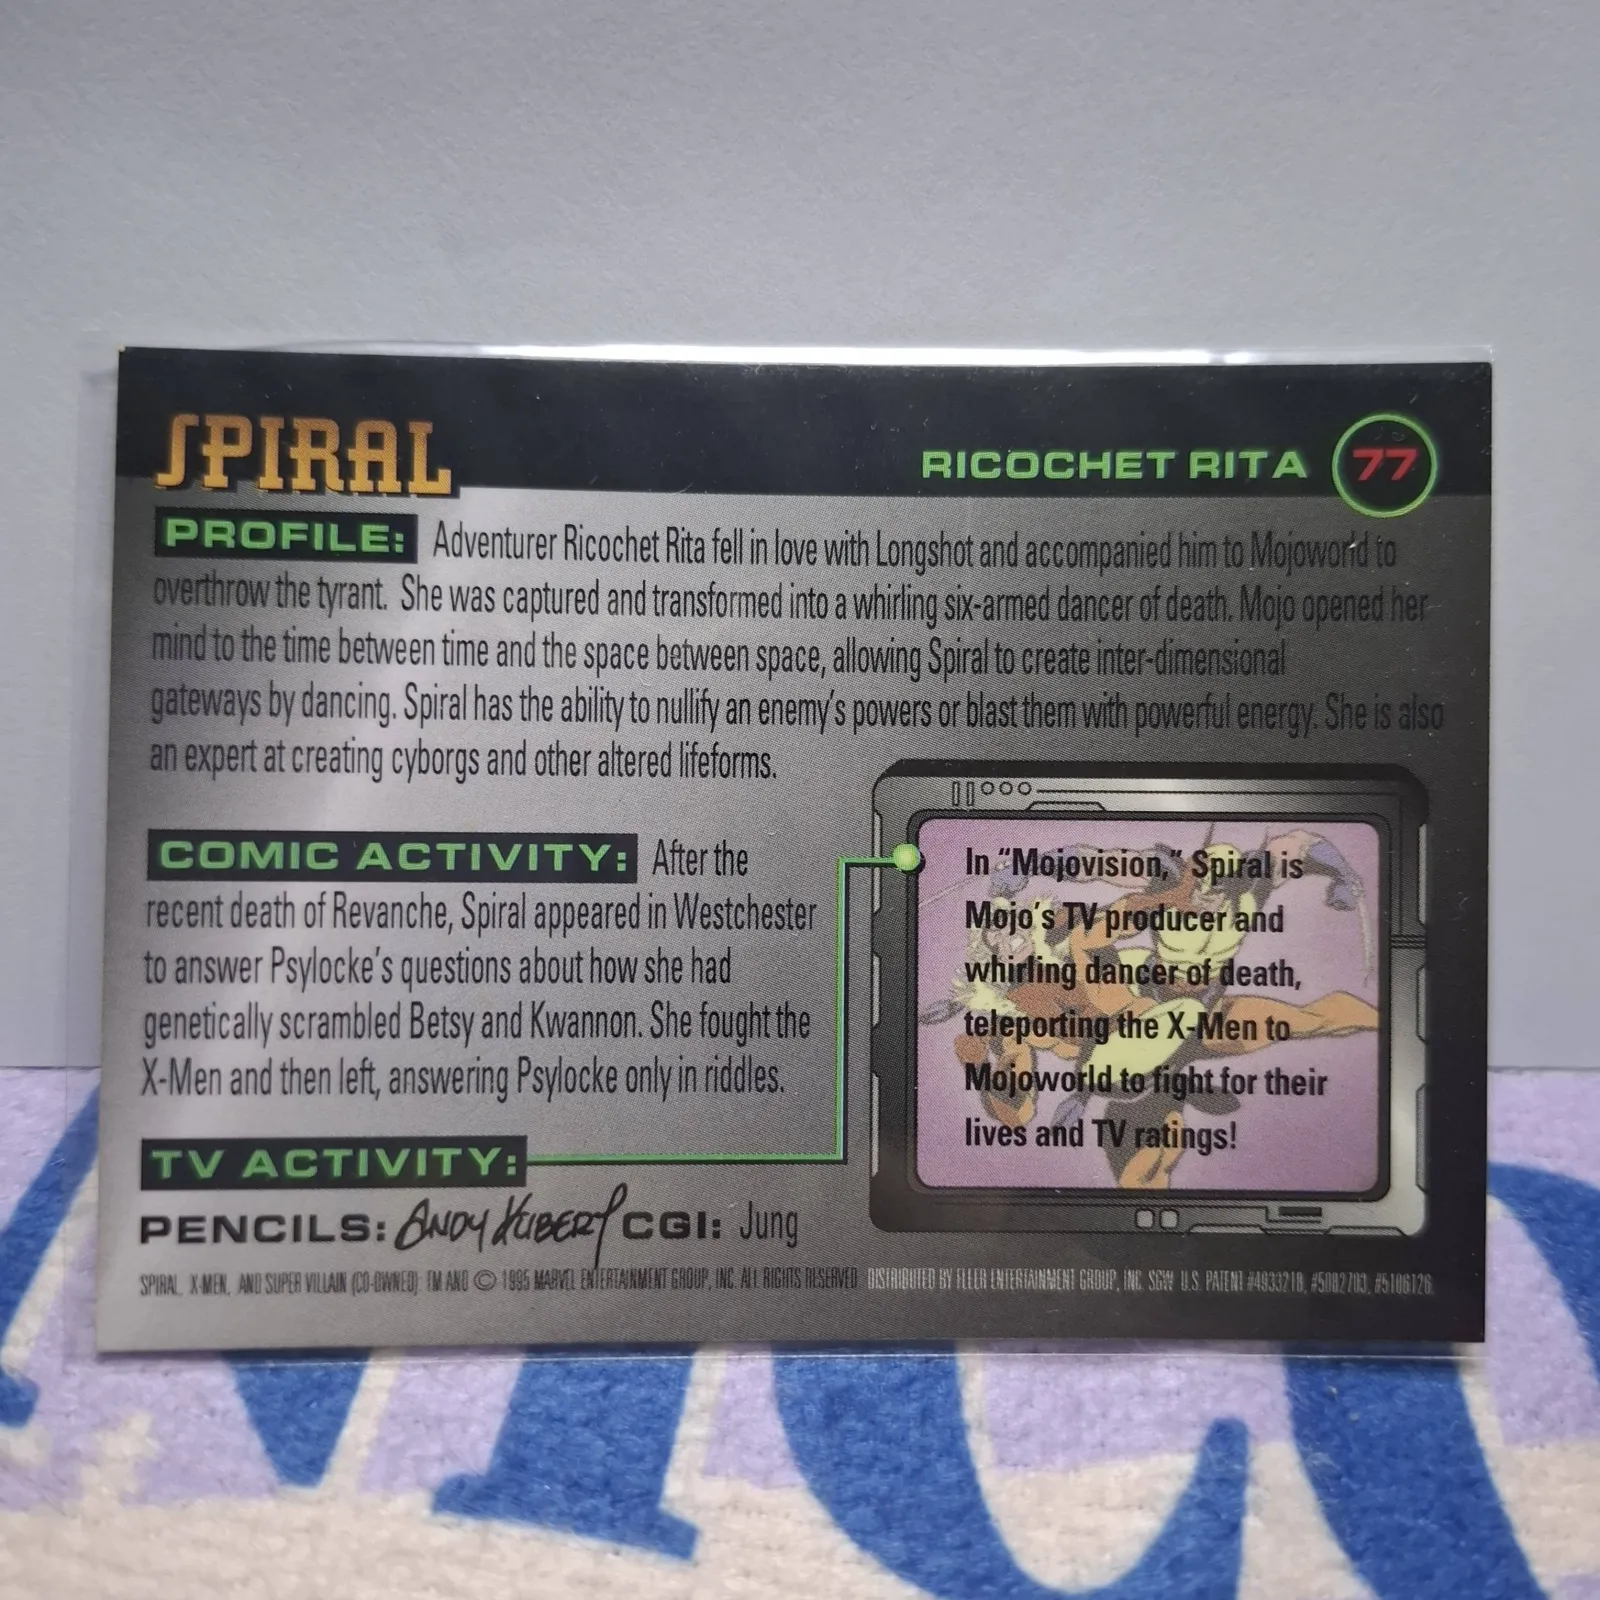 SPIRAL
RICOCHET RITA 77
PROFILE: Adventurer Ricochet Rita fell in love with Longshot and accompanied him to Mojoworld to
overthrow the tyrant. She was captured and transformed into a whirling six-armed dancer of death. Mojo opened her
mind to the time between time and the space between space, allowing Spiral to create inter-dimensional
gateways by dancing. Spiral has the ability to nullify an enemy's powers or blast them with powerful energy. She is also
an expert at creating cyborgs and other altered lifeforms.
COMIC ACTIVITY: After the
recent death of Revanche, Spiral appeared in Westchester
to answer Psylocke's questions about how she had
genetically scrambled Betsy and Kwannon. She fought the
X-Men and then left, answering Psylocke only in riddles.
TV ACTIVITY:
In "Mojovision," Spiral is
Mojo's TV producer and
whirling dancer of death,
teleporting the X-Men to
Mojoworld to fight for their
lives and TV ratings!
PENCILS: ANDY KUBERT CGI: Jung
SPIRAL, X-MEN, AND SUPER VILLAIN (CO-OWNED): TM AND © 1995 MARVEL ENTERTAINMENT GROUP, INC. ALL RIGHTS RESERVED DISTRIBUTED BY FLEER ENTERTAINMENT GROUP, INC. SGW U.S. PATENT #4933218, #5082703, #5106126.